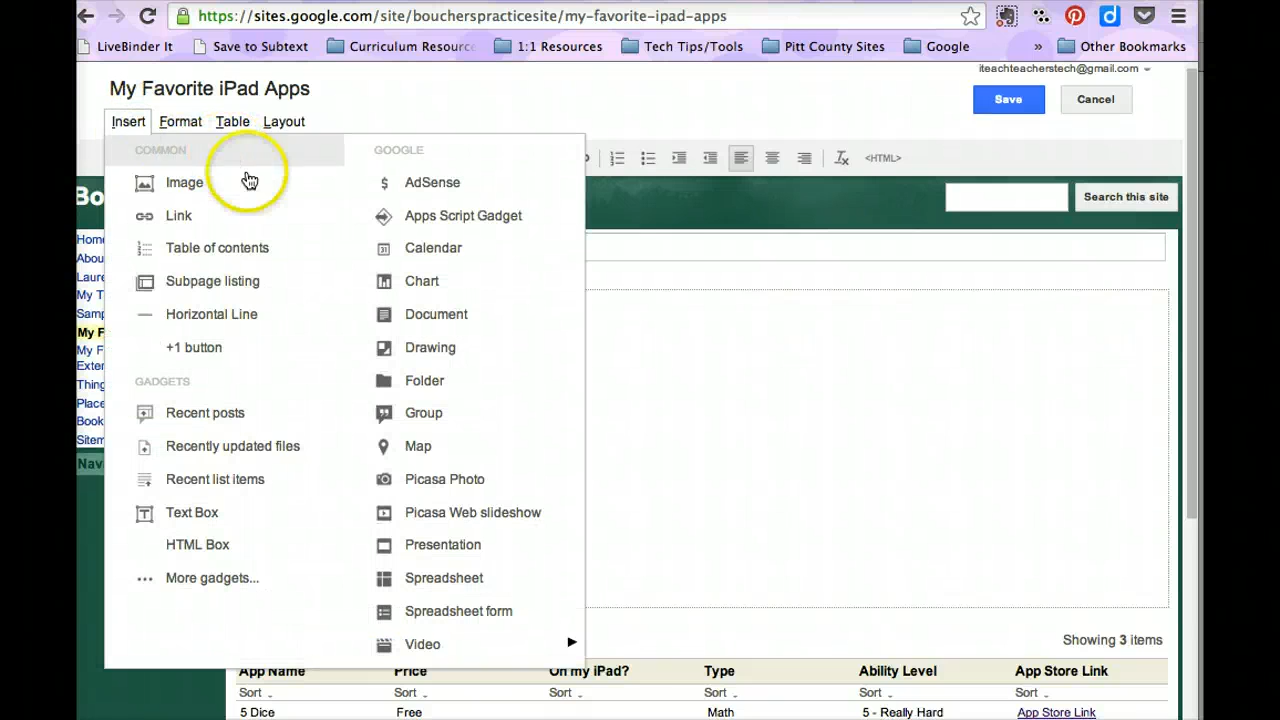 https://sites.google.com/site/boucherspracticesite/my-favorite-ipad-apps
LiveBinder It Save to Subtext Curriculum Resourc 1:1 Resources Tech Tips/Tools Pitt County Sites Google » Other Bookmarks
iteachteacherstech@gmail.com
My Favorite iPad Apps
Save Cancel
Insert Format Table Layout
COMMON
Image
Link
Table of contents
Subpage listing
Horizontal Line
+1 button
GADGETS
Recent posts
Recently updated files
Recent list items
Text Box
HTML Box
More gadgets...
GOOGLE
AdSense
Apps Script Gadget
Calendar
Chart
Document
Drawing
Folder
Group
Map
Picasa Photo
Picasa Web slideshow
Presentation
Spreadsheet
Spreadsheet form
Video
<HTML>
Bo
Search this site
Home
Abou
Laure
My T
Samp
My F
My F
Exter
Thing
Place
Book
Sitem
Nav
Showing 3 items
App Name Price On my iPad? Type Ability Level App Store Link
Sort Sort Sort Sort Sort Sort
5 Dice Free Math 5 - Really Hard App Store Link